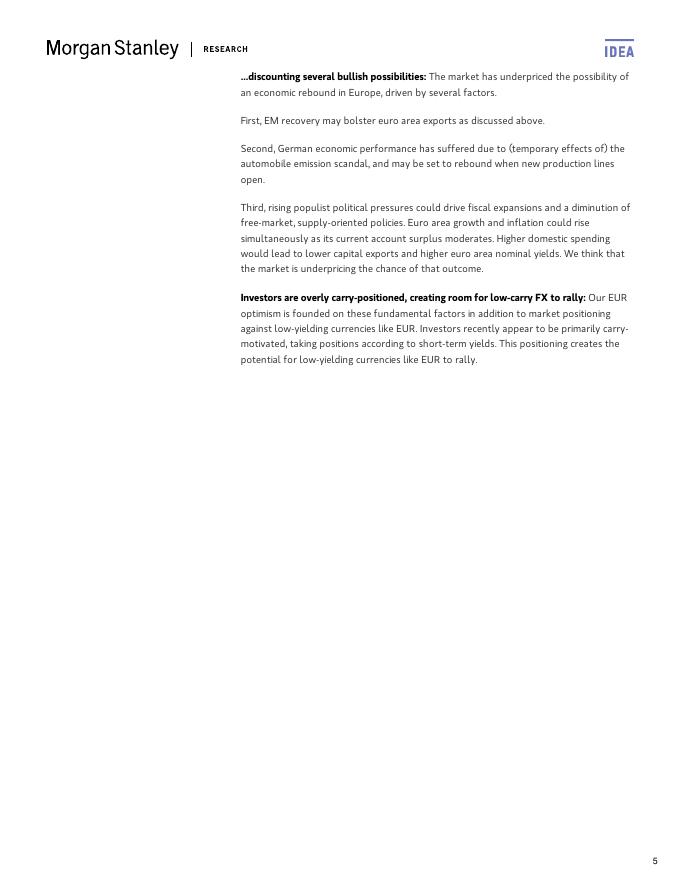 Morgan Stanley | RESEARCH
IDEA
...discounting several bullish possibilities: The market has underpriced the possibility of
an economic rebound in Europe, driven by several factors.
First, EM recovery may bolster euro area exports as discussed above.
Second, German economic performance has suffered due to (temporary effects of) the
automobile emission scandal, and may be set to rebound when new production lines
open.
Third, rising populist political pressures could drive fiscal expansions and a diminution of
free-market, supply-oriented policies. Euro area growth and inflation could rise
simultaneously as its current account surplus moderates. Higher domestic spending
would lead to lower capital exports and higher euro area nominal yields. We think that
the market is underpricing the chance of that outcome.
Investors are overly carry-positioned, creating room for low-carry FX to rally: Our EUR
optimism is founded on these fundamental factors in addition to market positioning
against low-yielding currencies like EUR. Investors recently appear to be primarily carry-
motivated, taking positions according to short-term yields. This positioning creates the
potential for low-yielding currencies like EUR to rally.
5